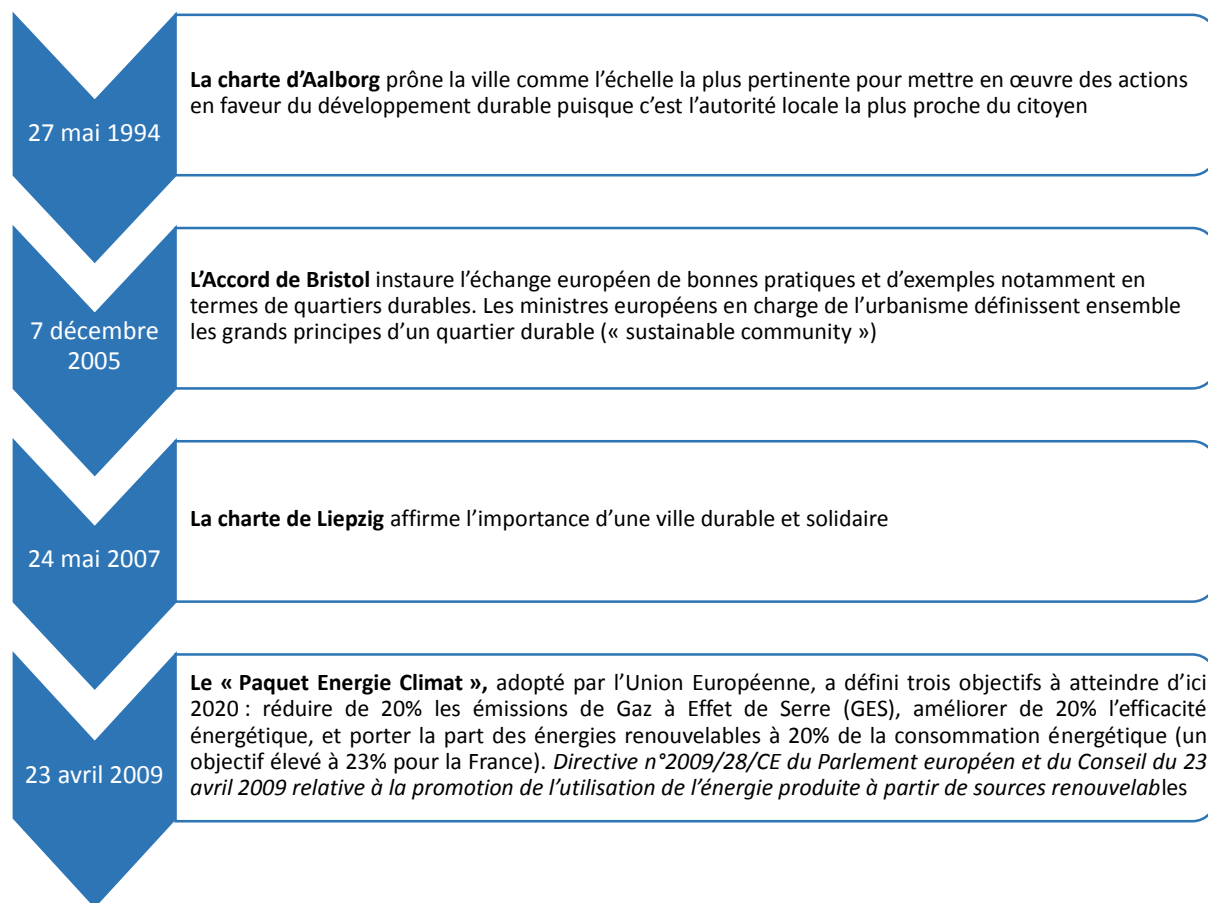 27 mai 1994
La charte d’Aalborg prône la ville comme l’échelle la plus pertinente pour mettre en œuvre des actions
en faveur du développement durable puisque c’est l’autorité locale la plus proche du citoyen
7 décembre
2005
L’Accord de Bristol instaure l’échange européen de bonnes pratiques et d’exemples notamment en
termes de quartiers durables. Les ministres européens en charge de l’urbanisme définissent ensemble
les grands principes d’un quartier durable (« sustainable community »)
24 mai 2007
La charte de Liepzig affirme l’importance d’une ville durable et solidaire
23 avril 2009
Le « Paquet Energie Climat », adopté par l’Union Européenne, a défini trois objectifs à atteindre d’ici
2020 : réduire de 20% les émissions de Gaz à Effet de Serre (GES), améliorer de 20% l’efficacité
énergétique, et porter la part des énergies renouvelables à 20% de la consommation énergétique (un
objectif élevé à 23% pour la France). Directive n°2009/28/CE du Parlement européen et du Conseil du 23
avril 2009 relative à la promotion de l’utilisation de l’énergie produite à partir de sources renouvelables